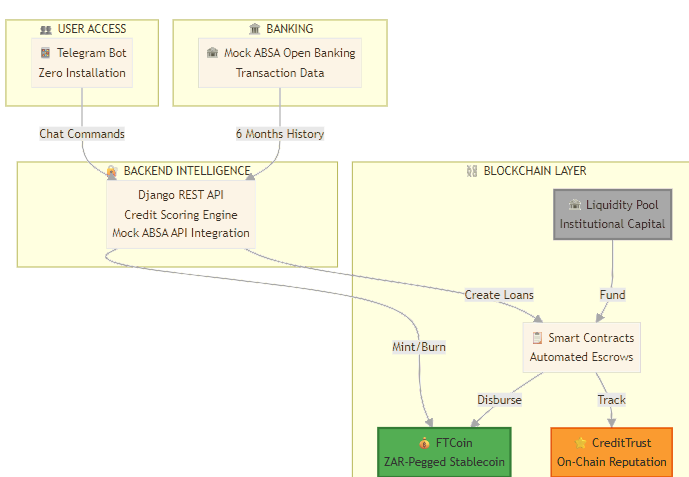 USER ACCESS
Telegram Bot
Zero Installation
BANKING
Mock ABSA Open Banking
Transaction Data
Chat Commands
6 Months History
BACKEND INTELLIGENCE
Django REST API
Credit Scoring Engine
Mock ABSA API Integration
BLOCKCHAIN LAYER
Liquidity Pool
Institutional Capital
Create Loans
Fund
Mint/Burn
Smart Contracts
Automated Escrows
Disburse
Track
FTCoin
ZAR-Pegged Stablecoin
CreditTrust
On-Chain Reputation